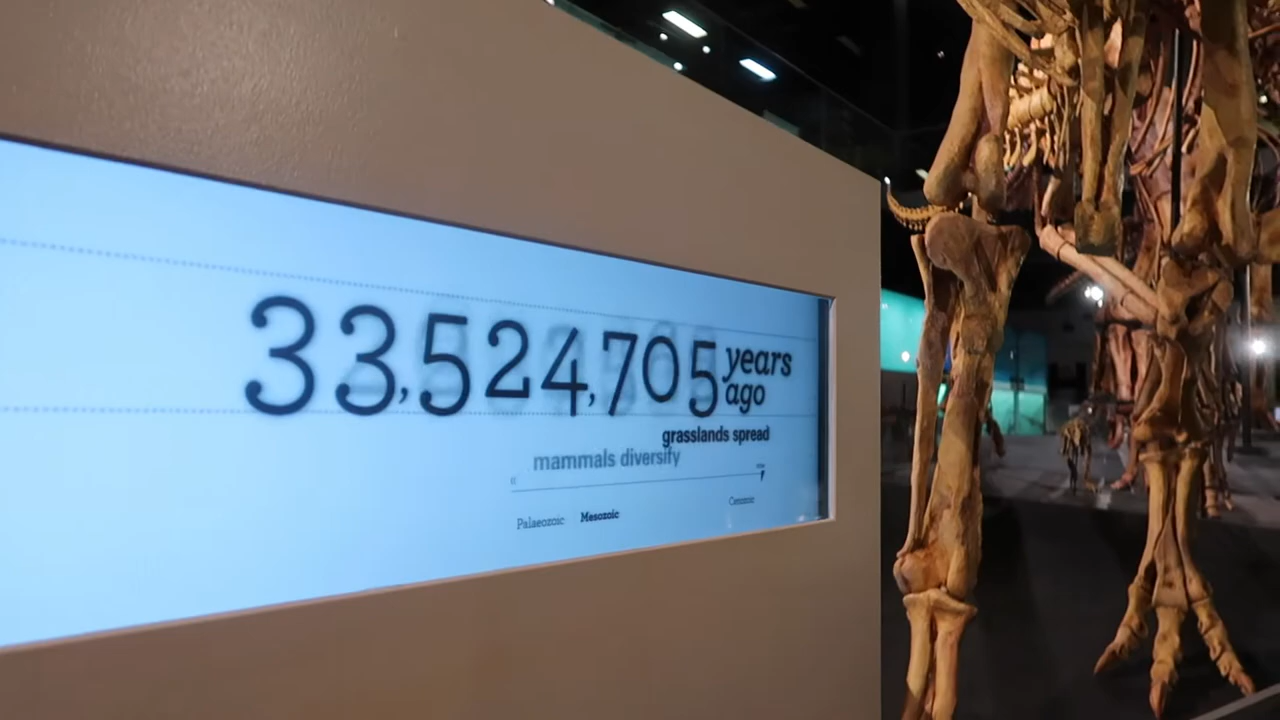 33,524,705 years ago
grasslands spread
mammals diversify
Cenozoic
Palaeozoic Mesozoic